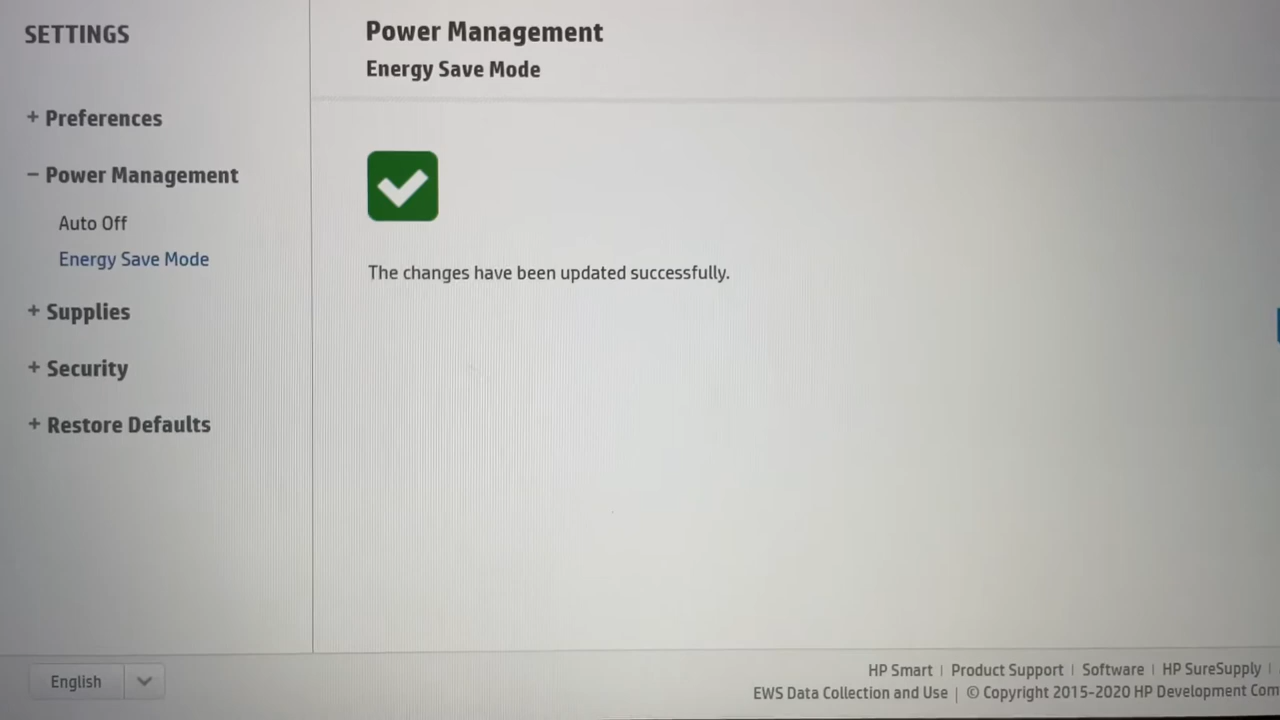 SETTINGS
+ Preferences
− Power Management
Auto Off
Energy Save Mode
+ Supplies
+ Security
+ Restore Defaults
Power Management
Energy Save Mode
The changes have been updated successfully.
English
HP Smart | Product Support | Software | HP SureSupply |
EWS Data Collection and Use | © Copyright 2015-2020 HP Development Com